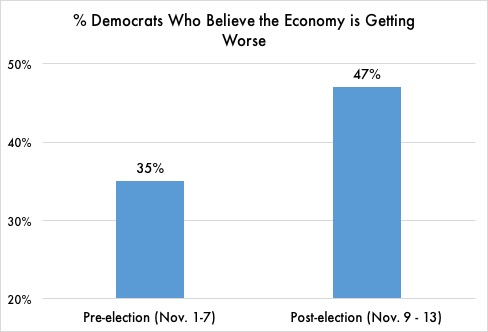 % Democrats Who Believe the Economy is Getting
Worse
50%
47%
40%
35%
30%
20%
Pre-election (Nov. 1-7)
Post-election (Nov. 9 - 13)